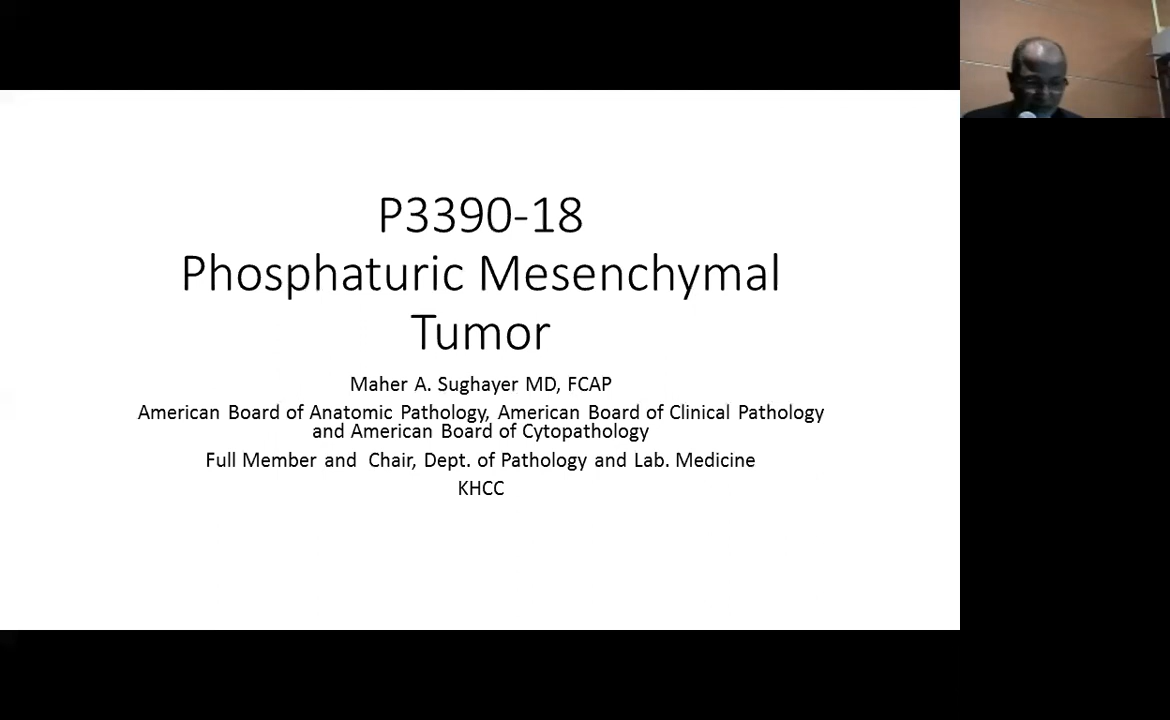 P3390-18
Phosphaturic Mesenchymal
Tumor
Maher A. Sughayer MD, FCAP
American Board of Anatomic Pathology, American Board of Clinical Pathology
and American Board of Cytopathology
Full Member and Chair, Dept. of Pathology and Lab. Medicine
KHCC